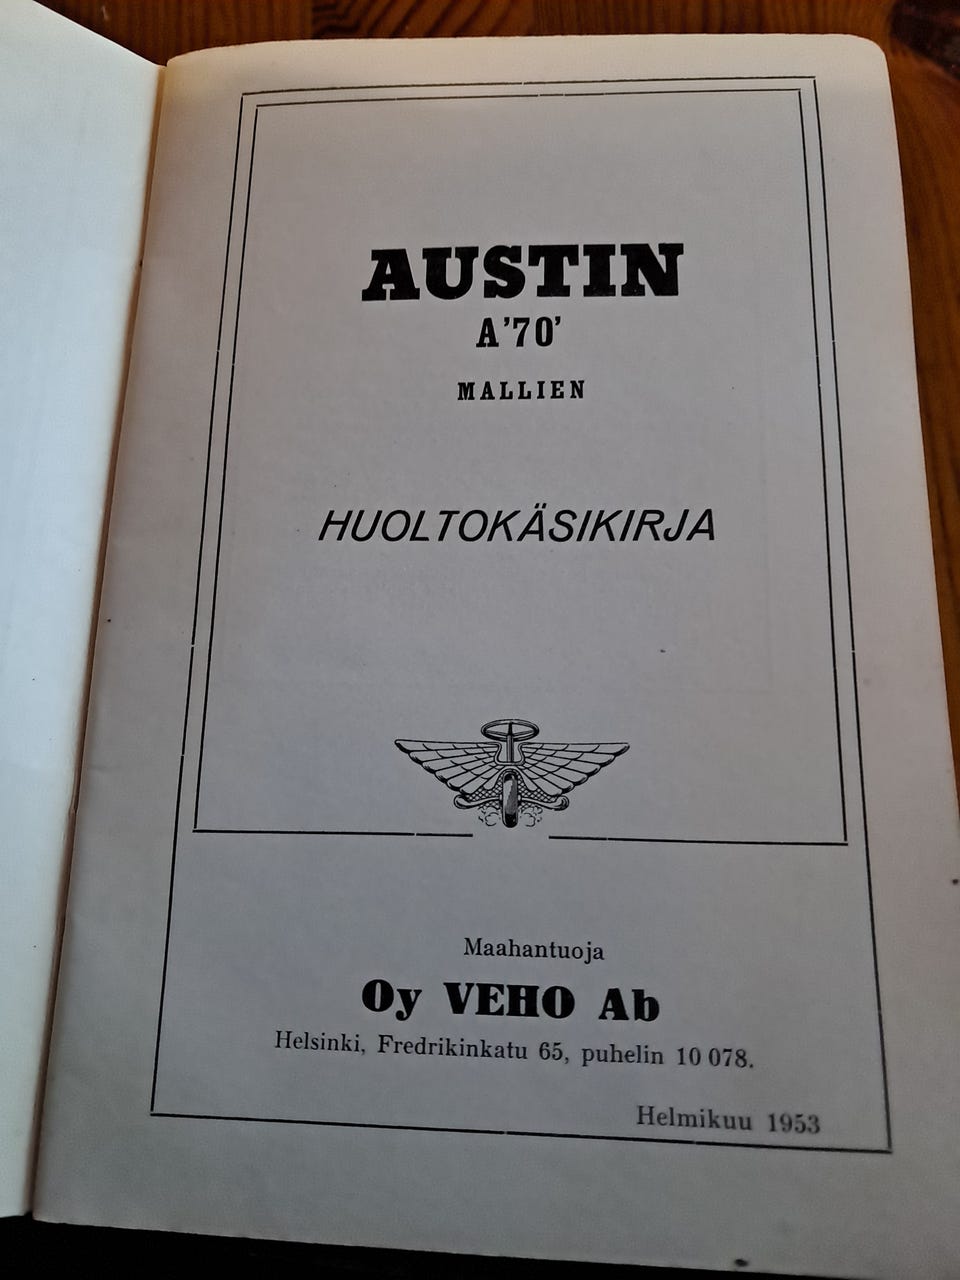 AUSTIN
A'70'
MALLIEN
HUOLTOKÄSIKIRJA
Maahantuoja
Oy VEHO Ab
Helsinki, Fredrikinkatu 65, puhelin 10 078.
Helmikuu 1953